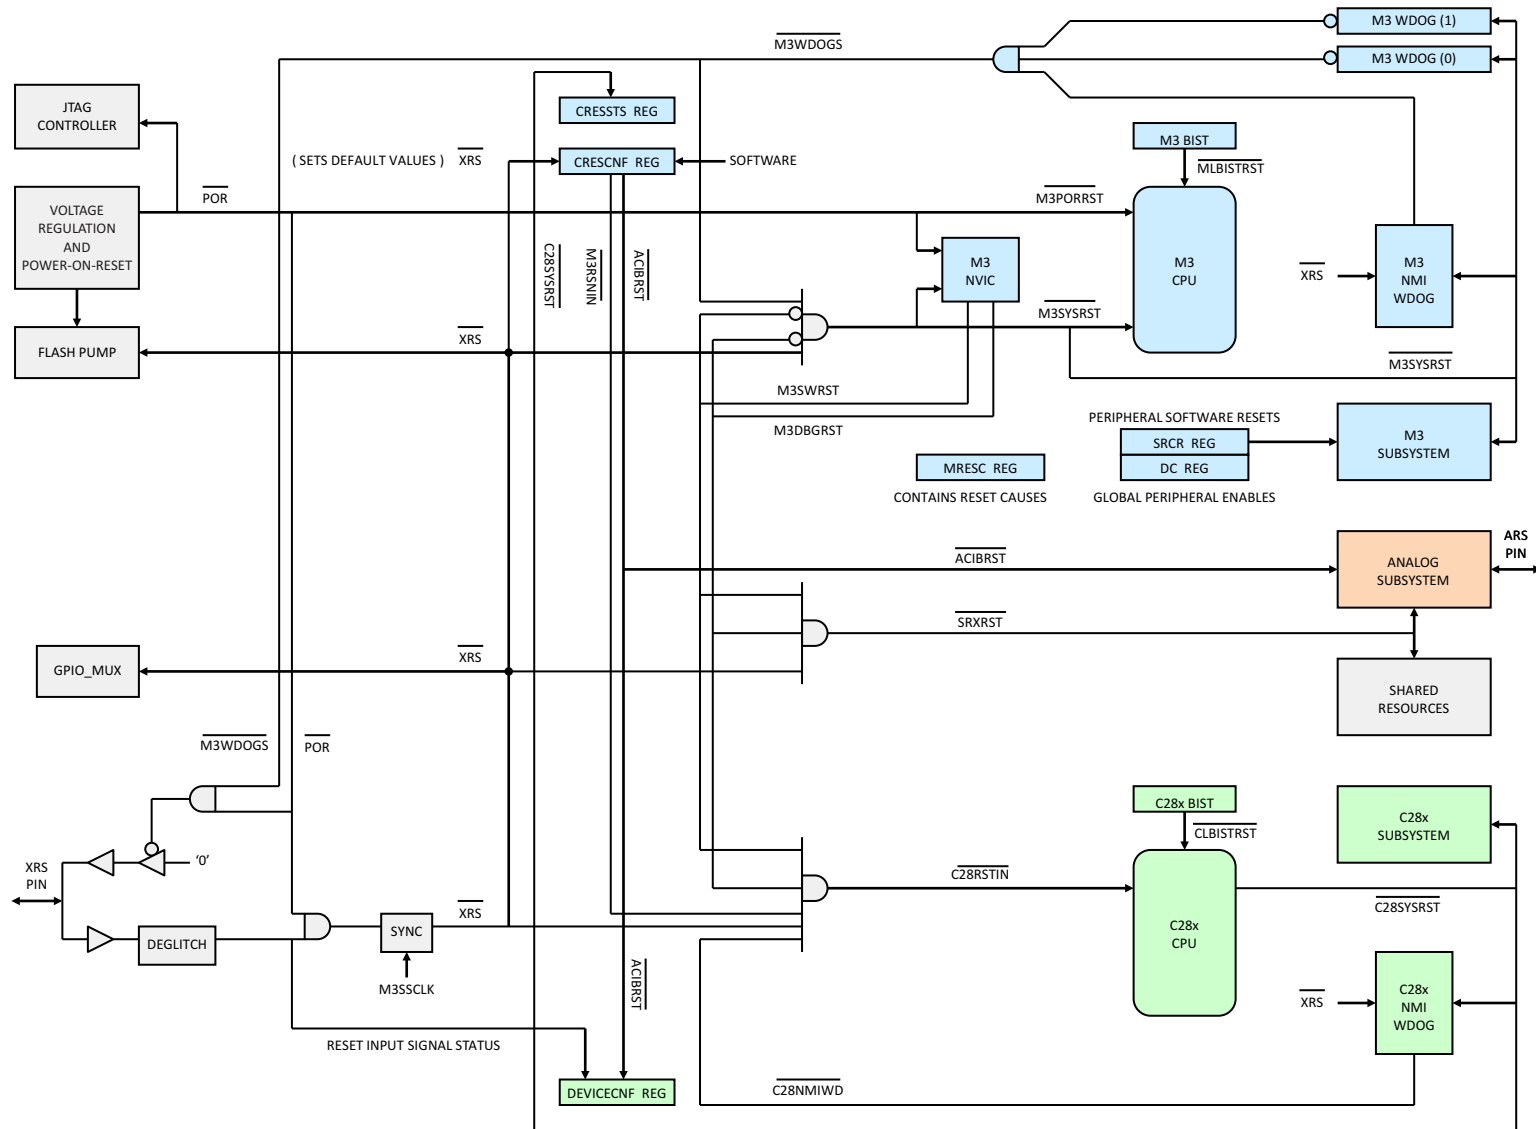 M3 WDOG (1)
M3WDOGS
M3 WDOG (0)
JTAG
CONTROLLER
CRESSTS REG
M3 BIST
( SETS DEFAULT VALUES )
XRS
CRESCNF REG
SOFTWARE
MLBISTRST
POR
M3PORRST
VOLTAGE
REGULATION
AND
POWER-ON-RESET
C28SYSRST
M3RSNIN
ACIBRST
M3
NVIC
M3
CPU
XRS
M3
NMI
WDOG
M3SYSRST
FLASH PUMP
XRS
M3SYSRST
M3SWRST
M3DBGRST
PERIPHERAL SOFTWARE RESETS
SRCR REG
DC REG
GLOBAL PERIPHERAL ENABLES
M3
SUBSYSTEM
MRESC REG
CONTAINS RESET CAUSES
ACIBRST
ANALOG
SUBSYSTEM
ARS
PIN
SRXRST
GPIO_MUX
XRS
SHARED
RESOURCES
M3WDOGS
POR
C28x BIST
CLBISTRST
C28x
SUBSYSTEM
'0'
XRS
PIN
C28RSTIN
C28SYSRST
XRS
SYNC
DEGLITCH
C28x
CPU
M3SSCLK
ACIBRST
XRS
C28x
NMI
WDOG
RESET INPUT SIGNAL STATUS
DEVICECNF REG
C28NMIWD